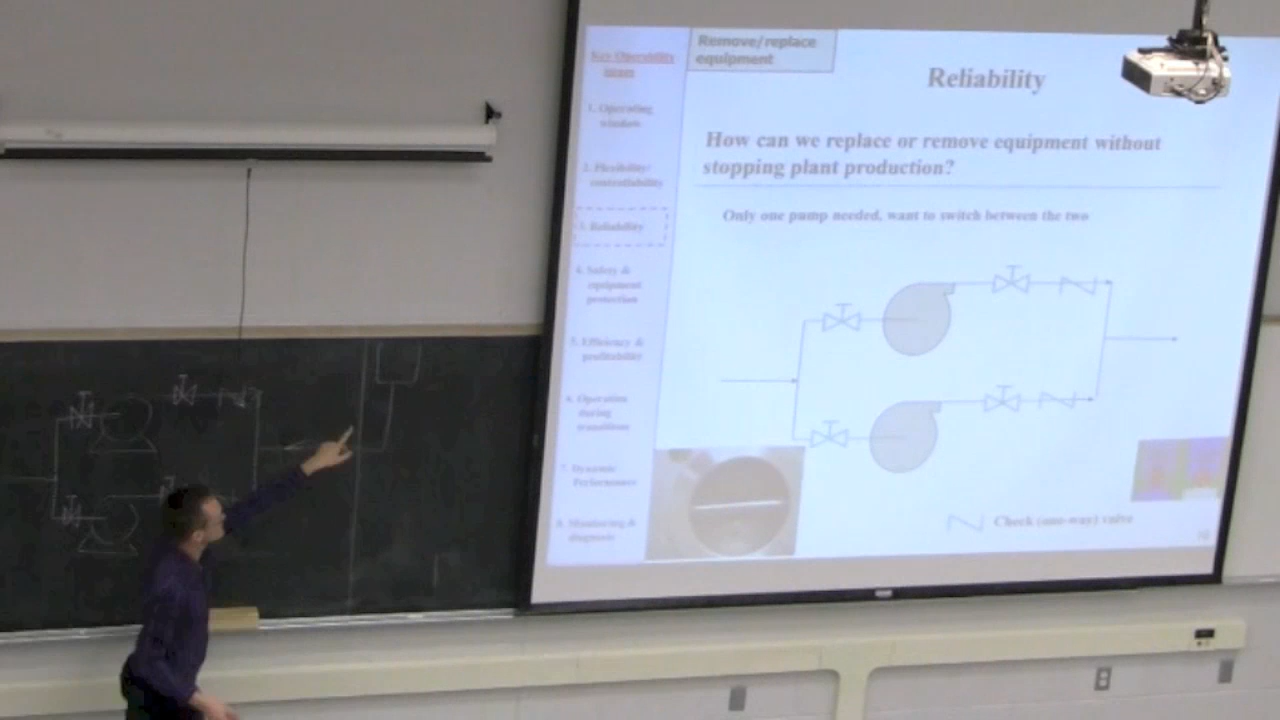 Key Operability
issues
1. Operating
window
2. Flexibility/
controllability
3. Reliability
4. Safety &
equipment
protection
5. Efficiency &
profitability
6. Operation
during
transitions
7. Dynamic
Performance
8. Monitoring &
diagnosis
Remove/replace
equipment
Reliability
How can we replace or remove equipment without
stopping plant production?
Only one pump needed, want to switch between the two
Check (one-way) valve